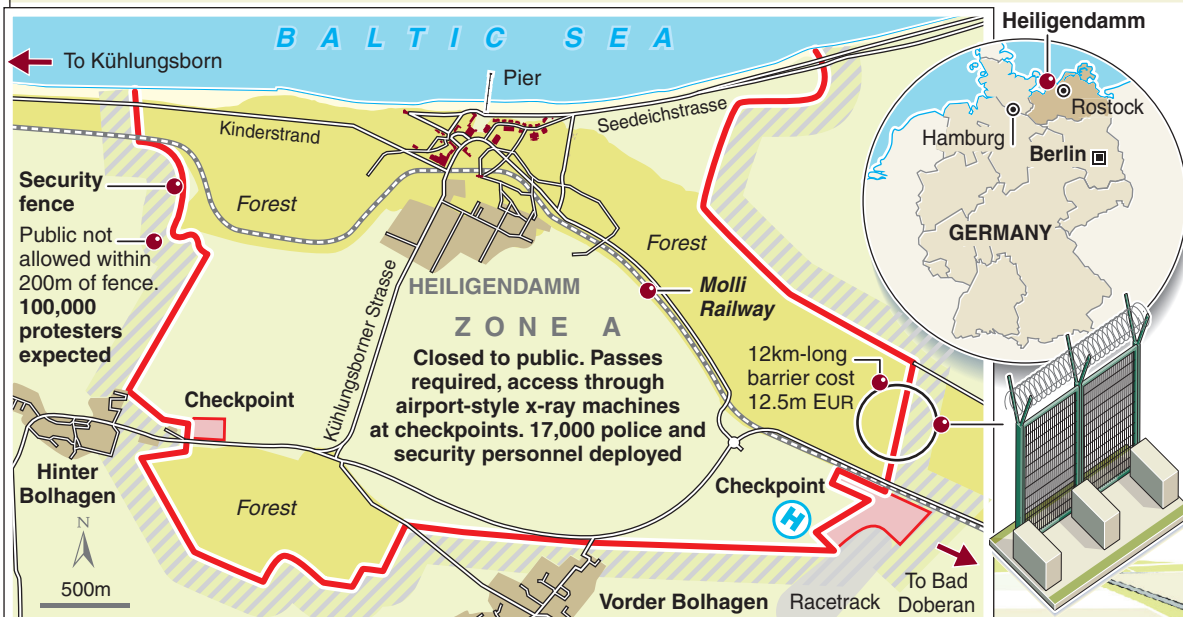 BALTIC SEA
To Kühlungsborn
Pier
Kinderstrand
Seedeichstrasse
Security
fence
Public not
allowed within
200m of fence.
100,000
protesters
expected
Forest
Forest
Molli
Railway
HEILIGENDAMM
ZONE A
Closed to public. Passes
required, access through
airport-style x-ray machines
at checkpoints. 17,000 police and
security personnel deployed
Kühlungsborner Strasse
12km-long
barrier cost
12.5m EUR
Checkpoint
Hinter
Bolhagen
Forest
Checkpoint
H
N
500m
Vorder Bolhagen
Racetrack
To Bad
Doberan
Heiligendamm
Rostock
Hamburg
Berlin
GERMANY